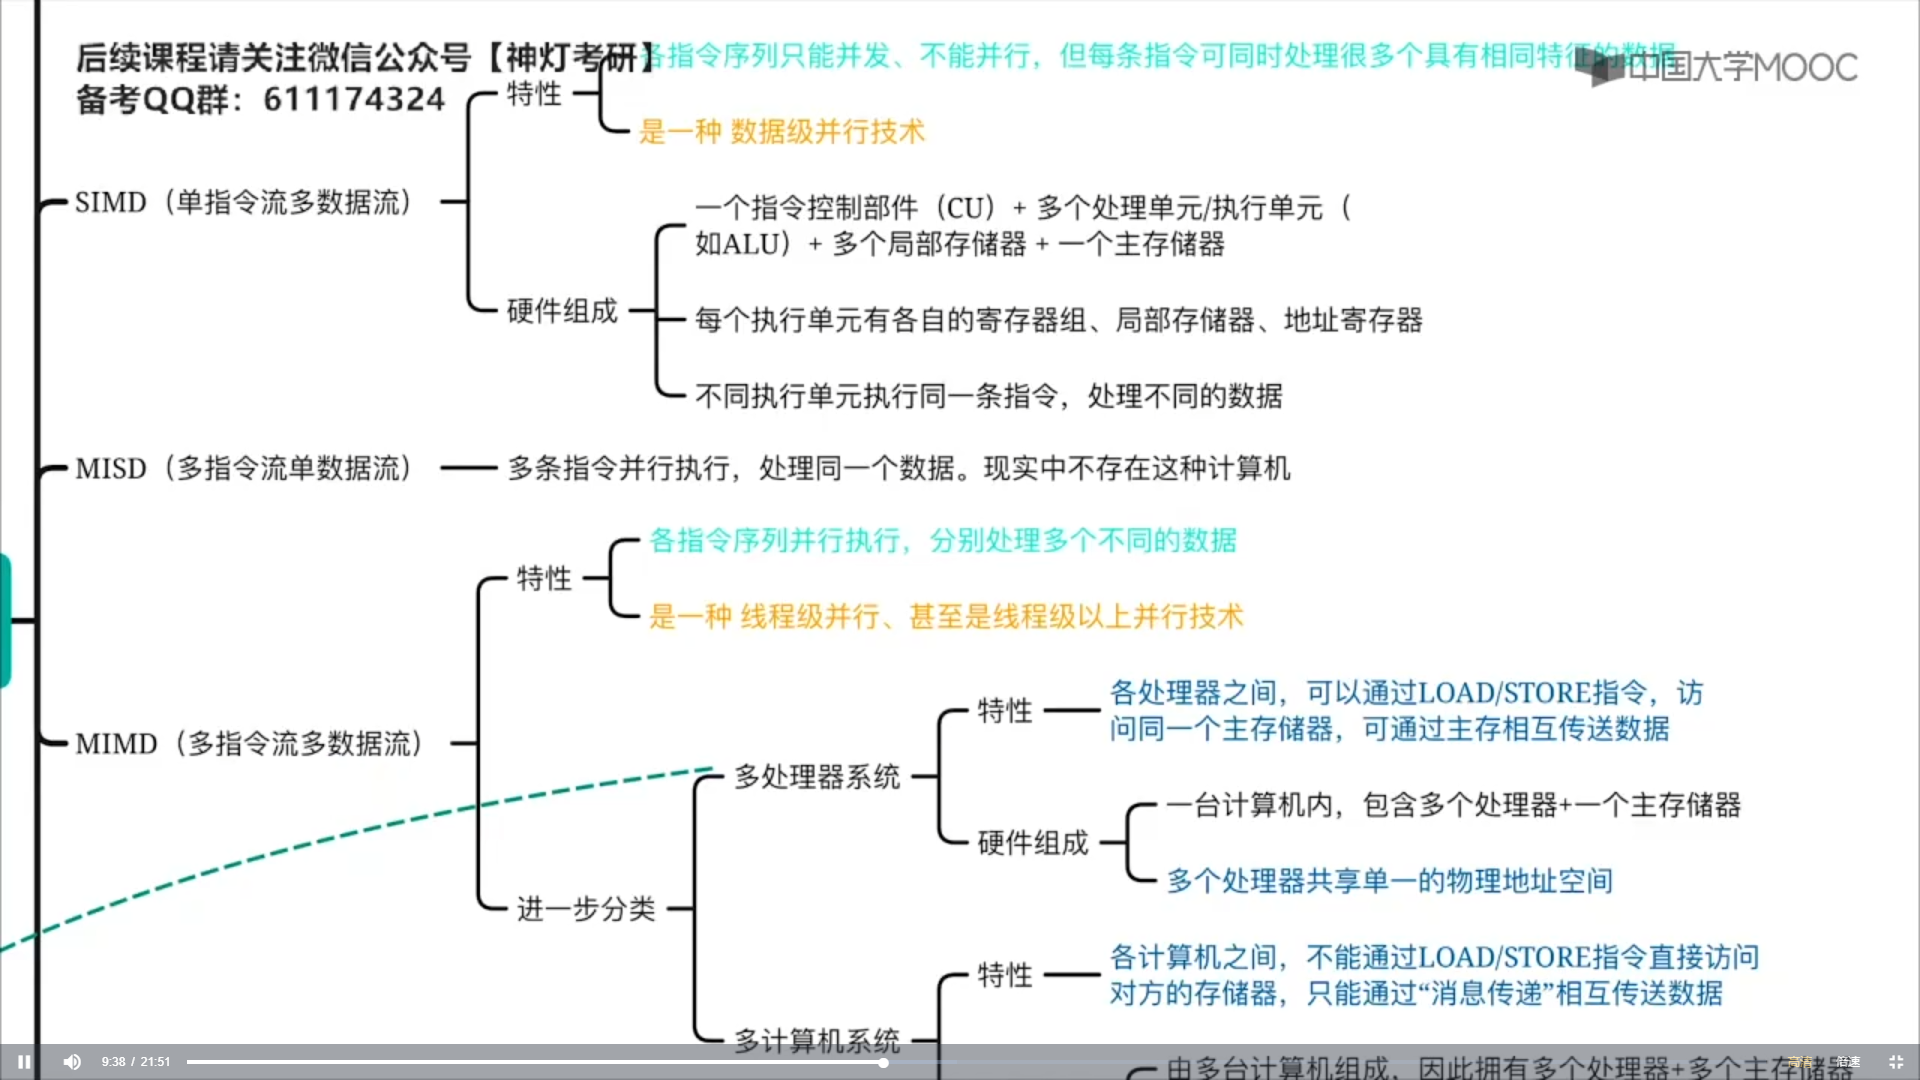 后续课程请关注微信公众号【神灯考研】
备考QQ群：611174324
中国大学MOOC
各指令序列只能并发、不能并行，但每条指令可同时处理很多个具有相同特征的数据
特性
是一种 数据级并行技术
SIMD（单指令流多数据流）
一个指令控制部件（CU）+ 多个处理单元/执行单元（
如ALU）+ 多个局部存储器 + 一个主存储器
硬件组成
每个执行单元有各自的寄存器组、局部存储器、地址寄存器
不同执行单元执行同一条指令，处理不同的数据
MISD（多指令流单数据流）
多条指令并行执行，处理同一个数据。现实中不存在这种计算机
各指令序列并行执行，分别处理多个不同的数据
特性
是一种 线程级并行、甚至是线程级以上并行技术
MIMD（多指令流多数据流）
各处理器之间，可以通过LOAD/STORE指令，访
问同一个主存储器，可通过主存相互传送数据
特性
多处理器系统
一台计算机内，包含多个处理器+一个主存储器
硬件组成
多个处理器共享单一的物理地址空间
进一步分类
各计算机之间，不能通过LOAD/STORE指令直接访问
对方的存储器，只能通过“消息传递”相互传送数据
特性
多计算机系统
由多台计算机组成，因此拥有多个处理器+多个主存储器
9:38 / 21:51
高清
倍速